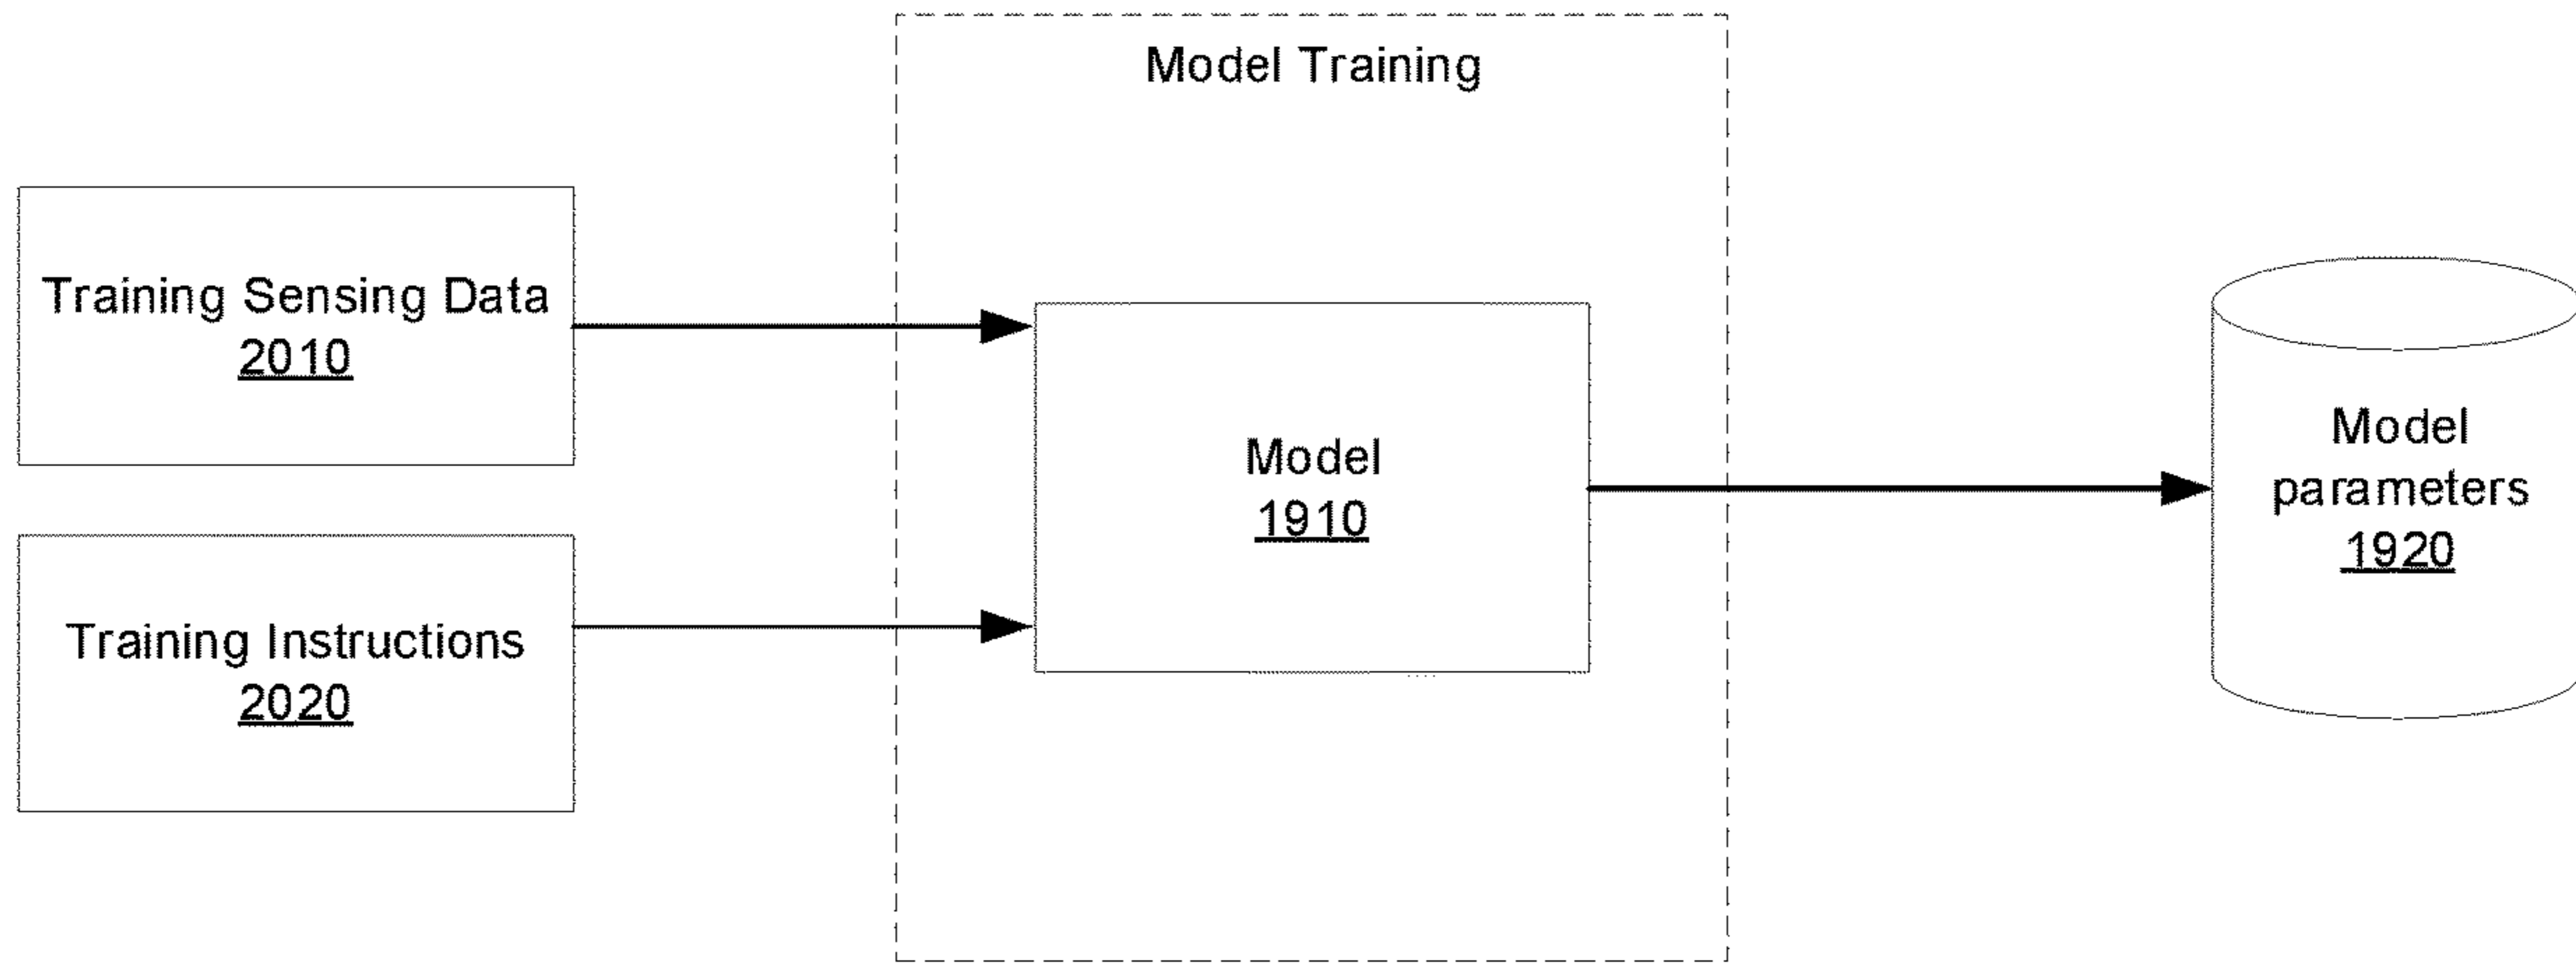 Model Training
Training Sensing Data
2010
Training Instructions
2020
Model
1910
Model
parameters
1920